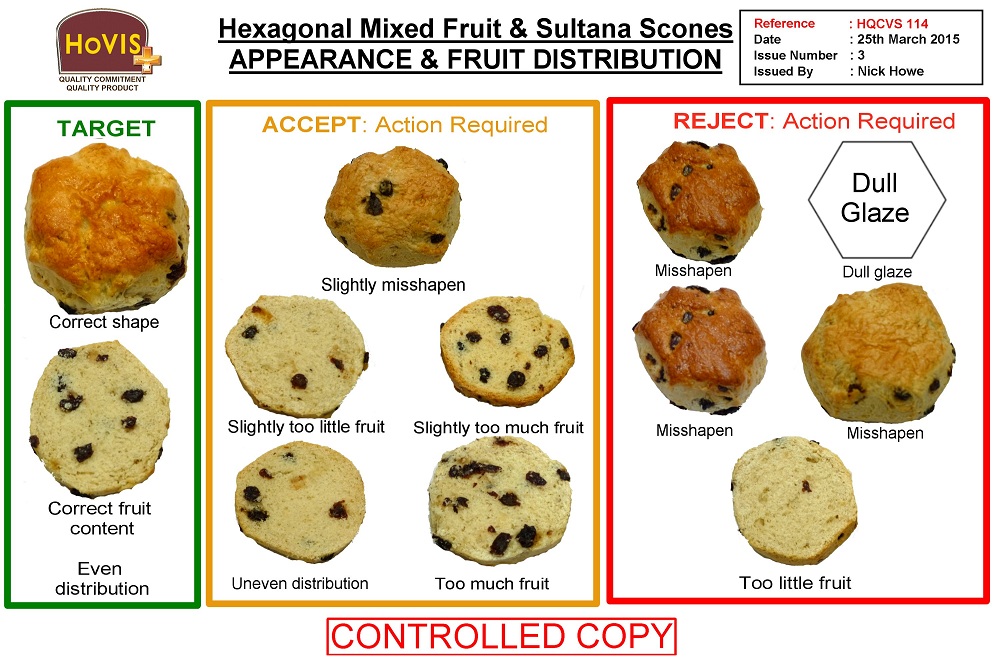 HOVIS
QUALITY COMMITMENT
QUALITY PRODUCT
Hexagonal Mixed Fruit & Sultana Scones
APPEARANCE & FRUIT DISTRIBUTION
Reference : HQCVS 114
Date : 25th March 2015
Issue Number : 3
Issued By : Nick Howe
TARGET
Correct shape
Correct fruit
content
Even
distribution
ACCEPT: Action Required
Slightly misshapen
Slightly too little fruit
Slightly too much fruit
Uneven distribution
Too much fruit
REJECT: Action Required
Misshapen
Dull
Glaze
Dull glaze
Misshapen
Misshapen
Too little fruit
CONTROLLED COPY